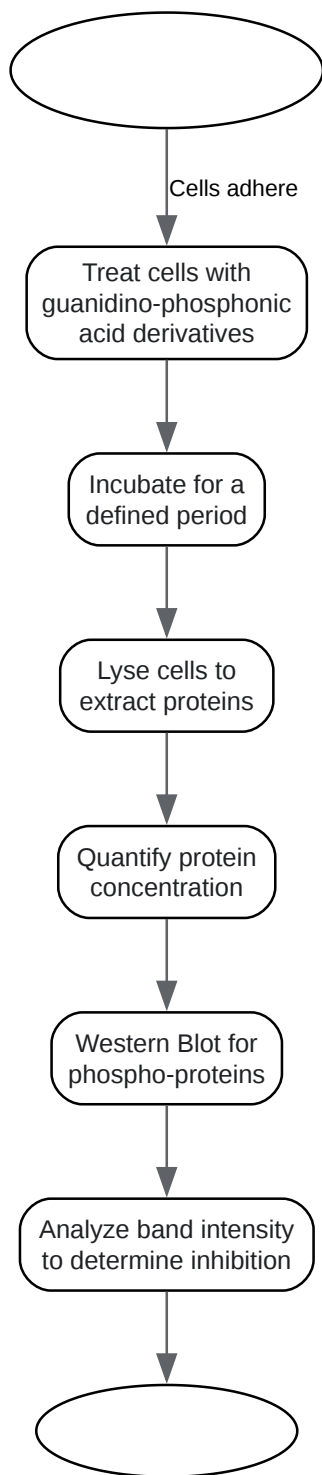 Cells adhere
Treat cells with
guanidino-phosphonic
acid derivatives
Incubate for a
defined period
Lyse cells to
extract proteins
Quantify protein
concentration
Western Blot for
phospho-proteins
Analyze band intensity
to determine inhibition